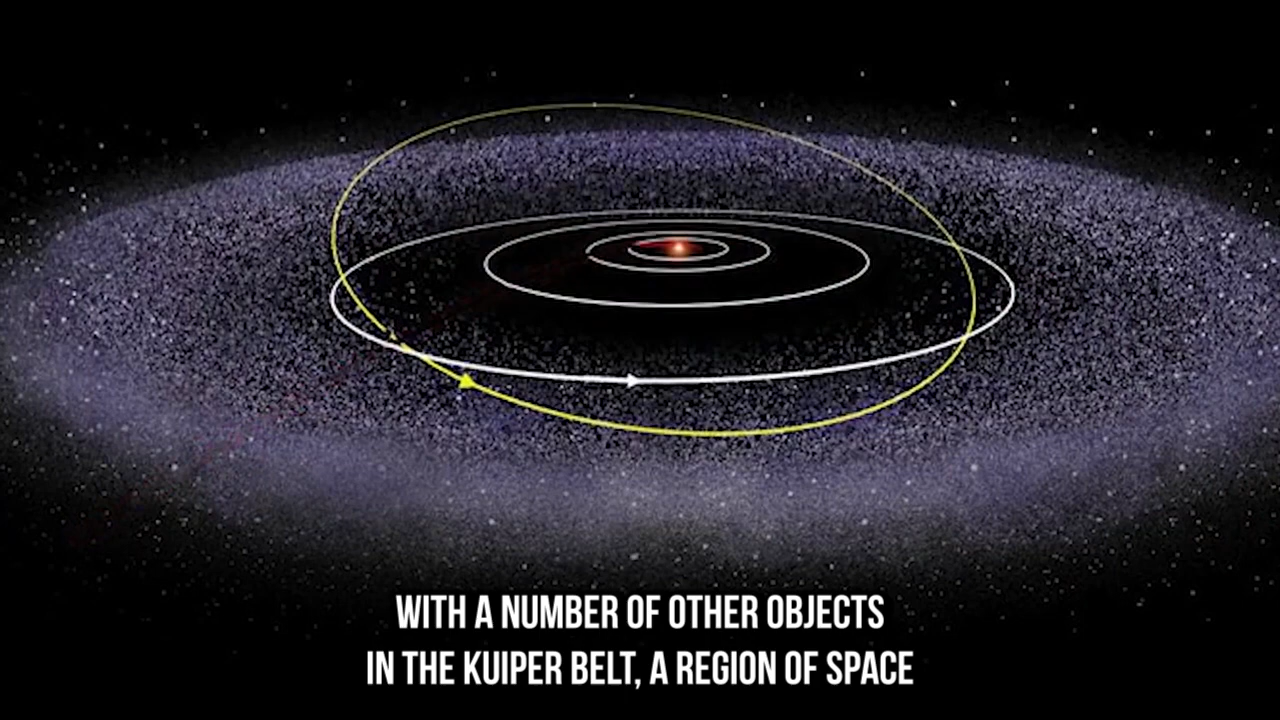 WITH A NUMBER OF OTHER OBJECTS
IN THE KUIPER BELT, A REGION OF SPACE